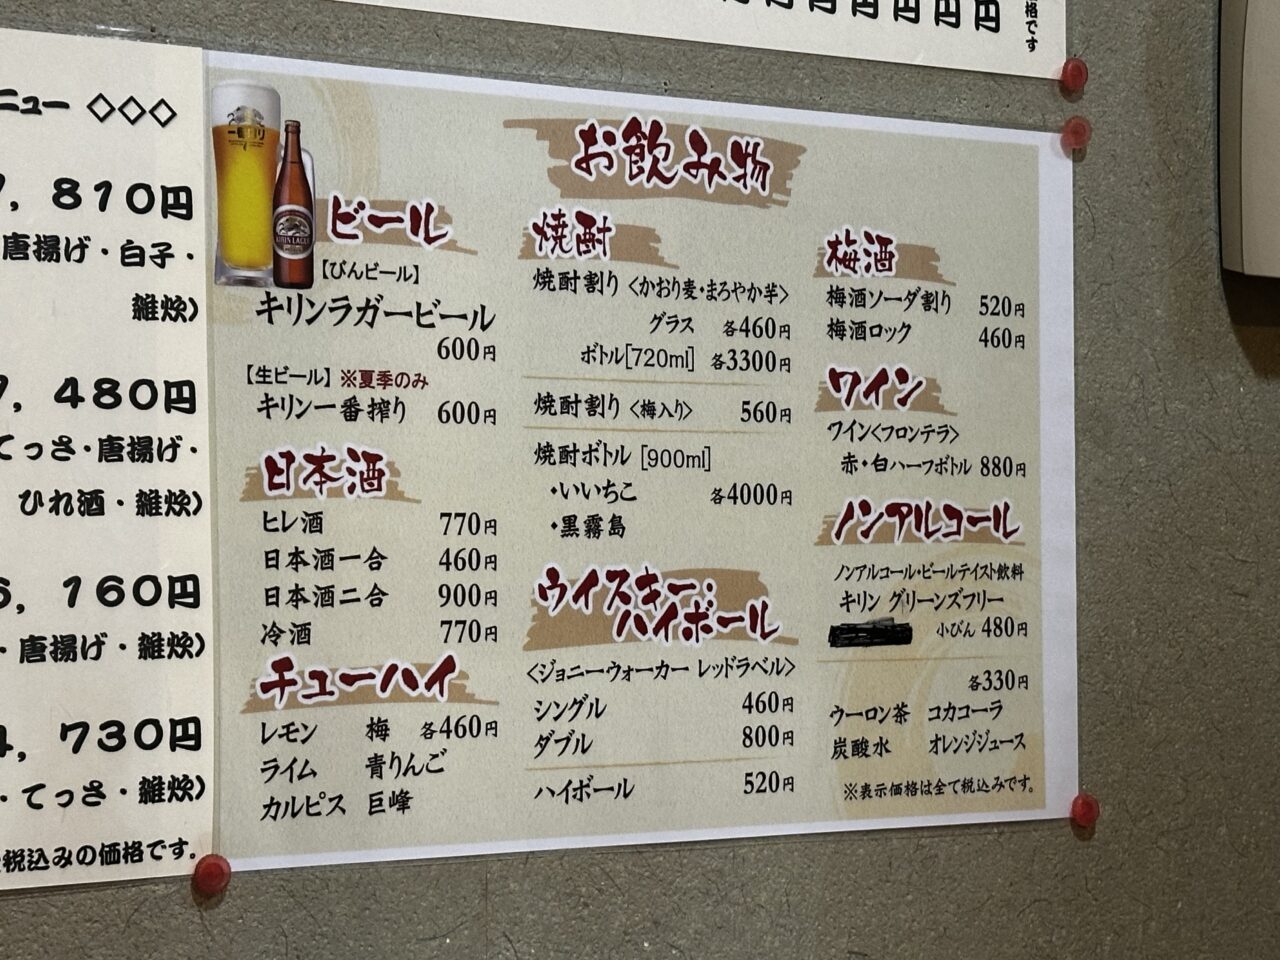 格です
円円円円円円円
ニュー ◇◇◇
810円
唐揚げ・白子・
雑炊)
480円
てっさ・唐揚げ・
ひれ酒・雑炊)
160円
・唐揚げ・雑炊)
730円
・てっさ・雑炊)
税込みの価格です。
一番搾り
KIRIN LAGER
お飲み物
ビール
【びんビール】
キリンラガービール
600円
【生ビール】※夏季のみ
キリン一番搾り 600円
日本酒
ヒレ酒 770円
日本酒一合 460円
日本酒二合 900円
冷酒 770円
チューハイ
レモン 梅 各460円
ライム 青りんご
カルピス 巨峰
焼酎
焼酎割り〈かおり麦・まろやか芋〉
グラス 各460円
ボトル[720ml] 各3300円
焼酎割り〈梅入り〉 560円
焼酎ボトル [900ml]
・いいちこ 各4000円
・黒霧島
ウイスキー・
ハイボール
〈ジョニーウォーカー レッドラベル〉
シングル 460円
ダブル 800円
ハイボール 520円
梅酒
梅酒ソーダ割り 520円
梅酒ロック 460円
ワイン
ワイン〈フロンテラ〉
赤・白ハーフボトル 880円
ノンアルコール
ノンアルコール・ビールテイスト飲料
キリン グリーンズフリー
小びん 480円
各330円
ウーロン茶 コカコーラ
炭酸水 オレンジジュース
※表示価格は全て税込みです。